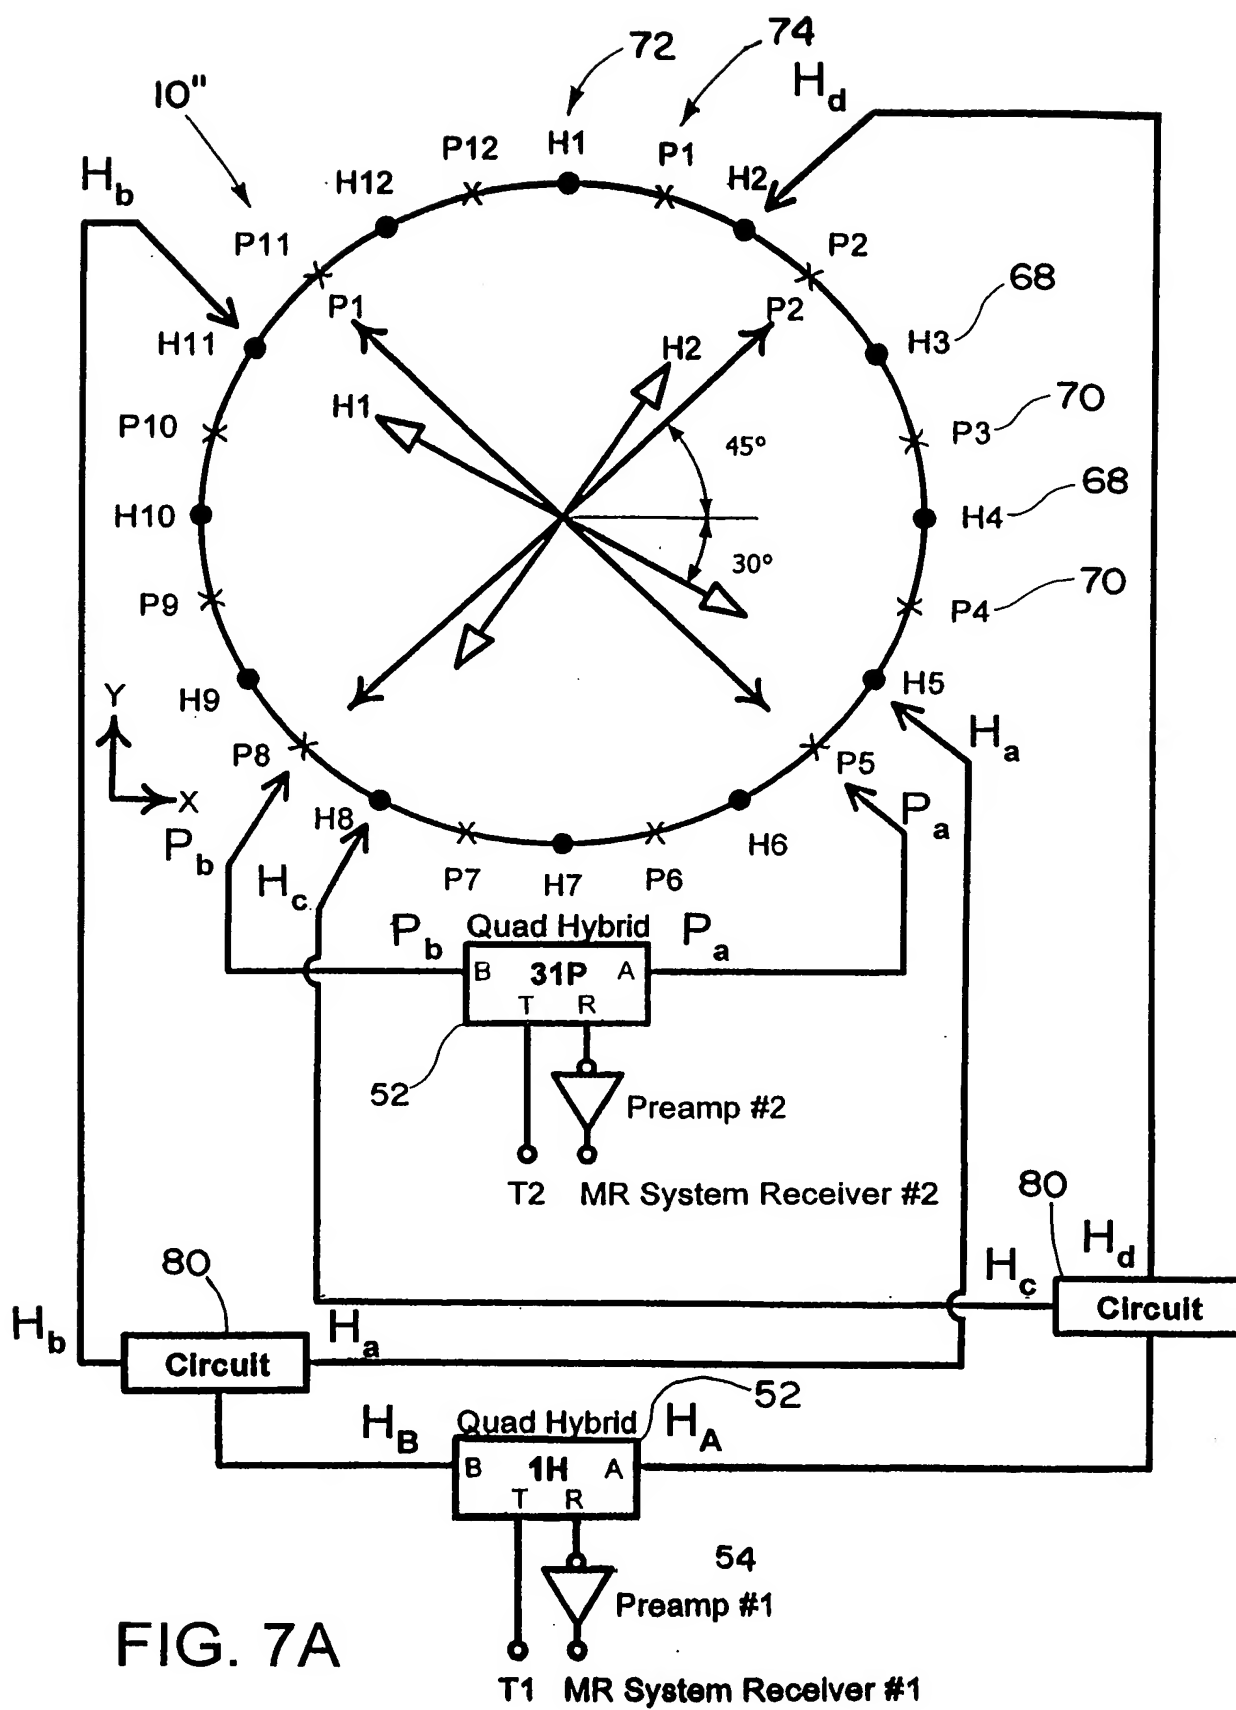 72
74
10"
Hd
P12
H1
P1
H2
Hb
H12
P11
P2
P1
P2
68
H11
H2
H3
H1
P10
45°
P3
70
H10
H4
68
30°
P9
P4
70
Y
H9
H5
Ha
X
P8
P5
Pb
H8
Pa
Hc
H6
P7
H7
P6
Pb
Quad Hybrid
Pa
B
31P
A
T
R
52
Preamp #2
T2
MR System Receiver #2
80
80
Hd
Hc
Circuit
Hb
Ha
Circuit
52
HB
Quad Hybrid
HA
B
1H
A
T
R
54
Preamp #1
FIG. 7A
T1
MR System Receiver #1